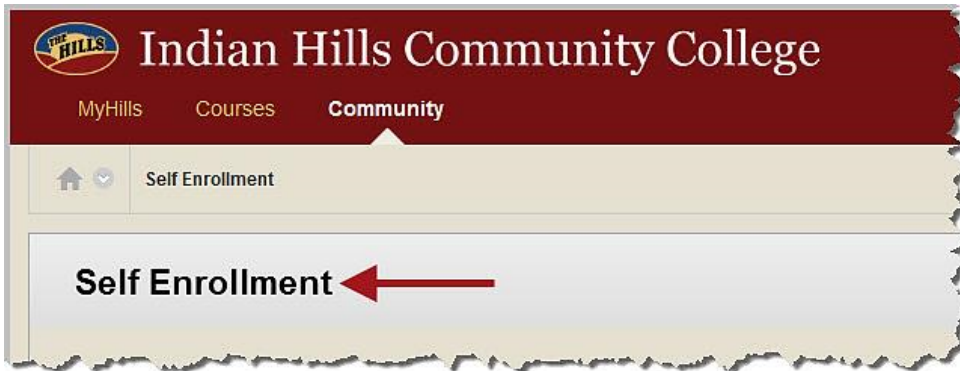 THE HILLS
Indian Hills Community College
MyHills Courses Community
Self Enrollment
Self Enrollment